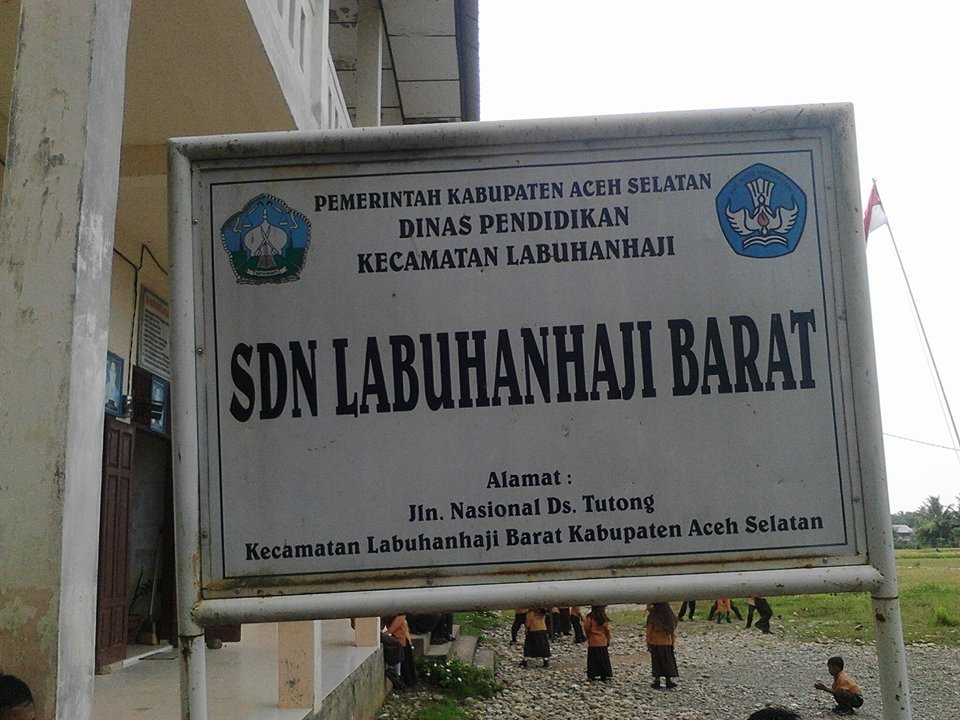 PEMERINTAH KABUPATEN ACEH SELATAN
DINAS PENDIDIKAN
KECAMATAN LABUHANHAJI
SDN LABUHANHAJI BARAT
Alamat :
Jln. Nasional Ds. Tutong
Kecamatan Labuhanhaji Barat Kabupaten Aceh Selatan